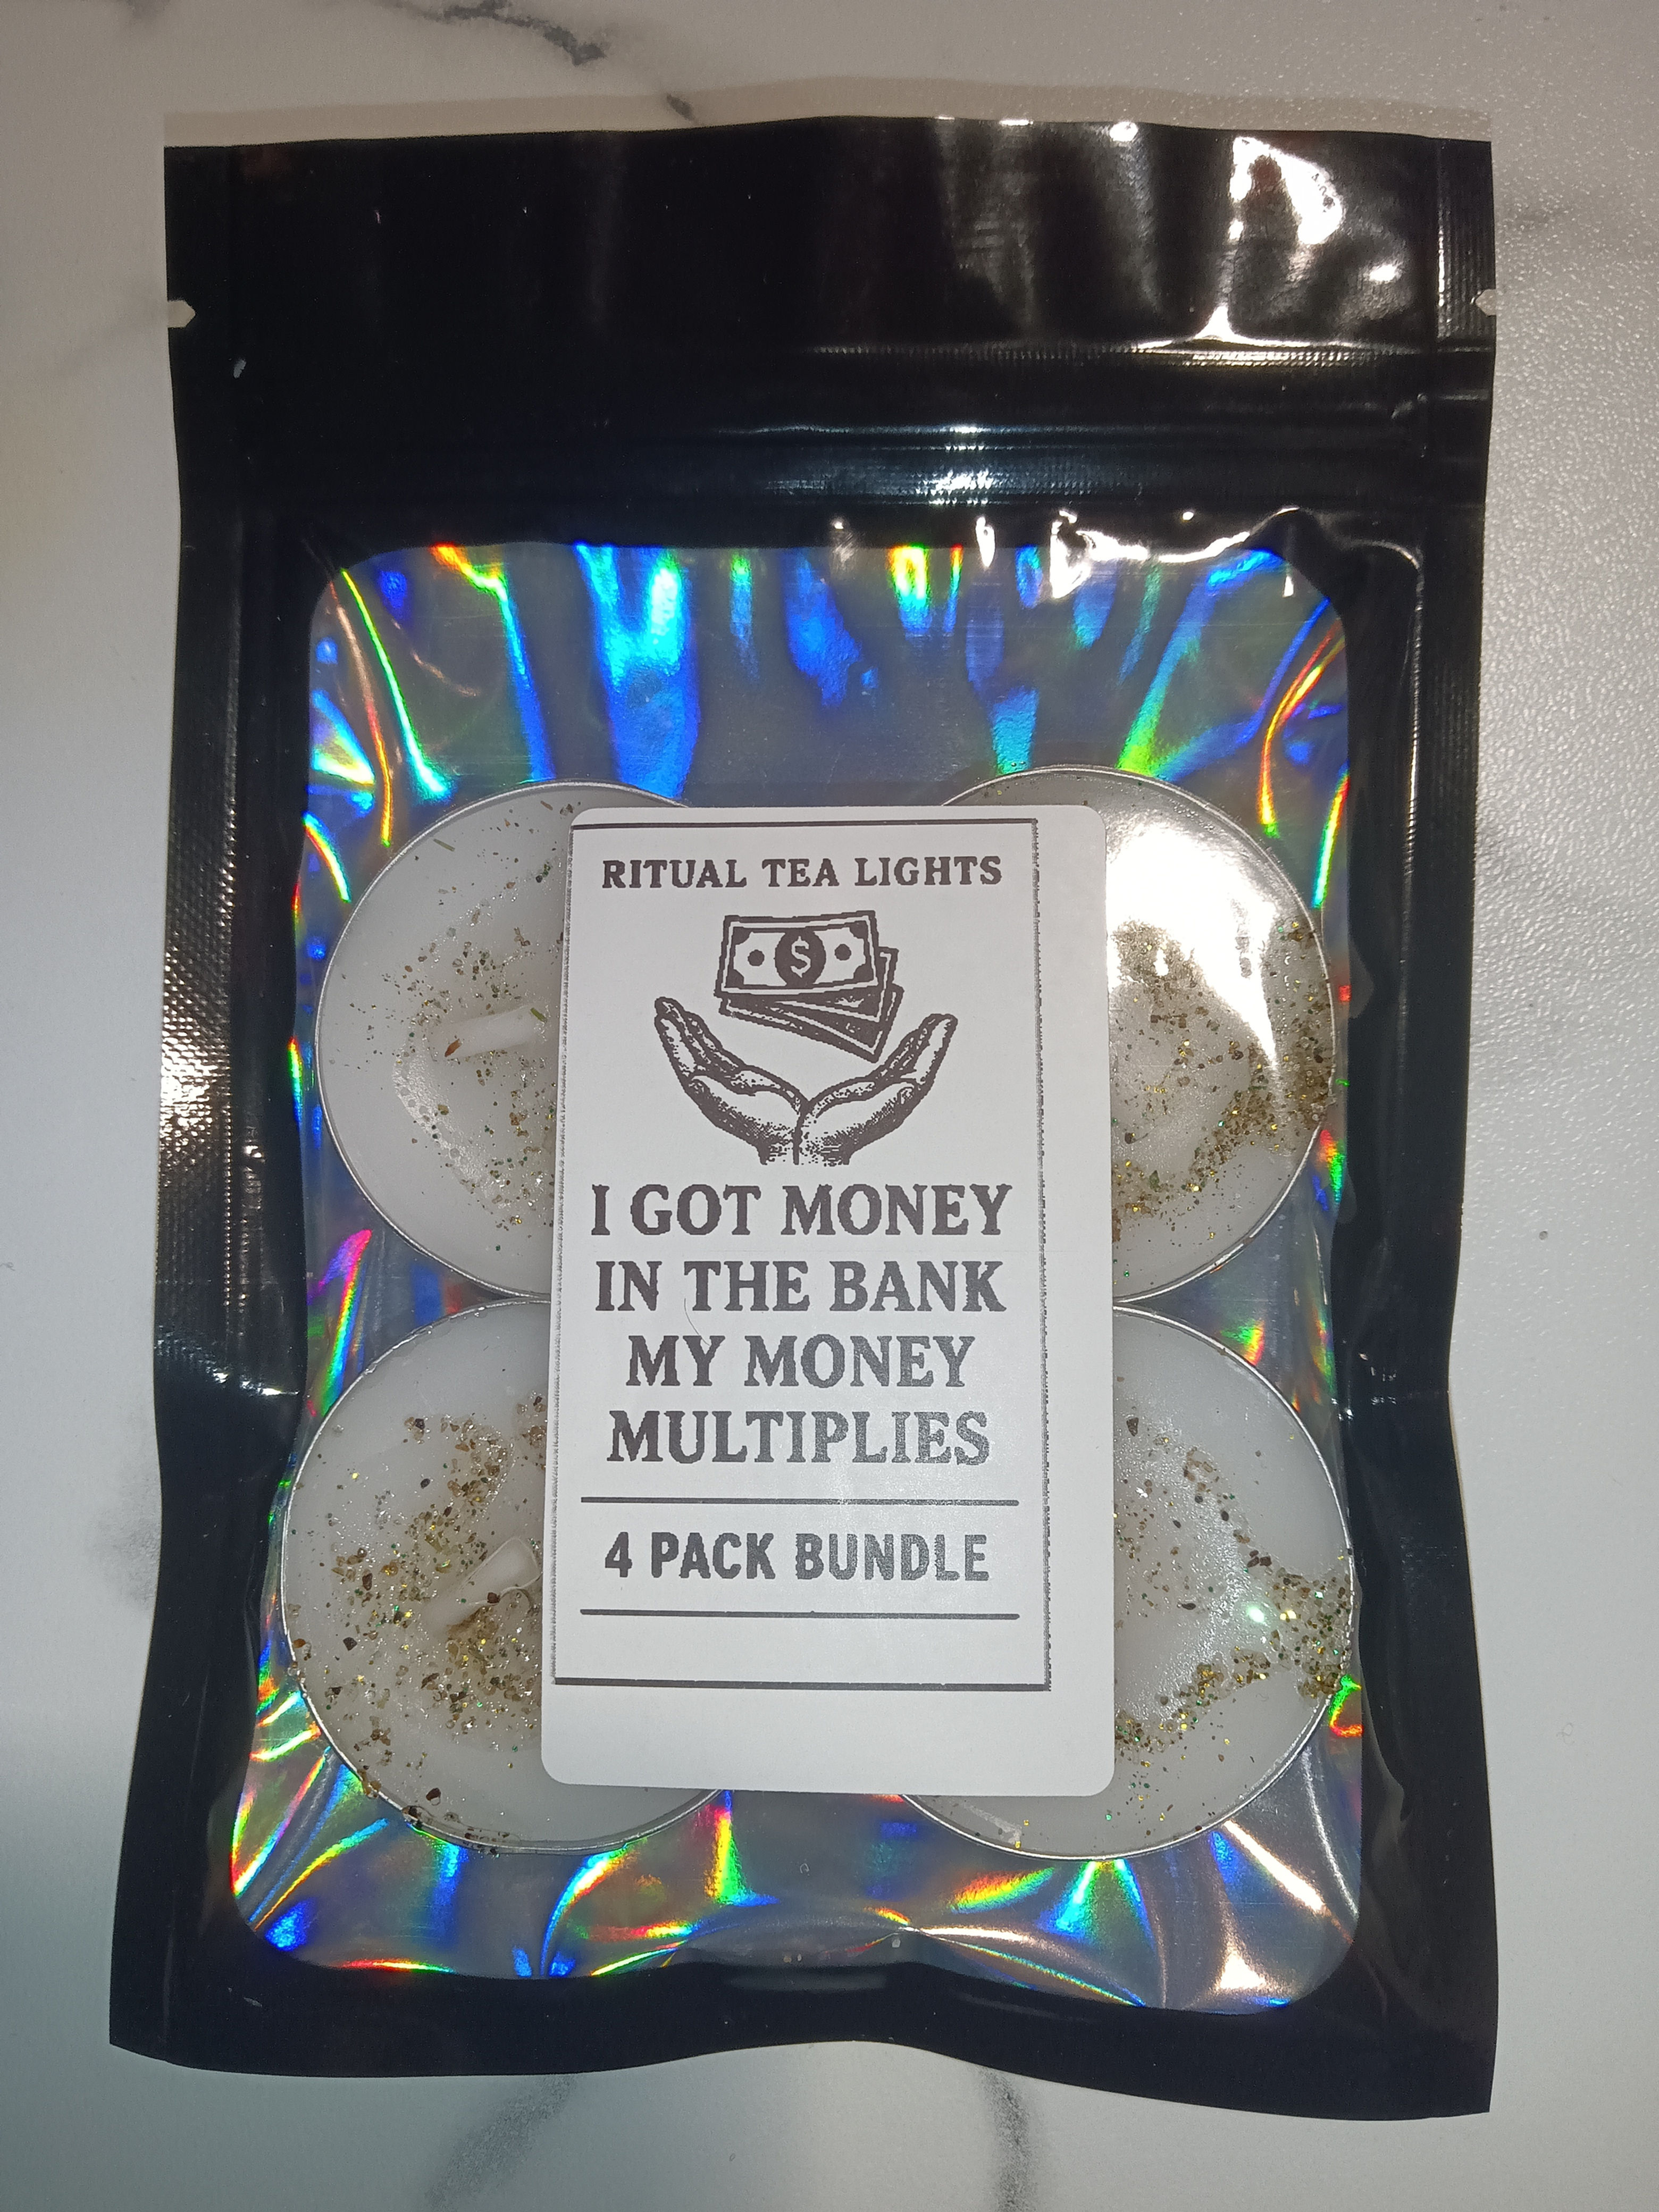 RITUAL TEA LIGHTS
$
I GOT MONEY
IN THE BANK
MY MONEY
MULTIPLIES
4 PACK BUNDLE